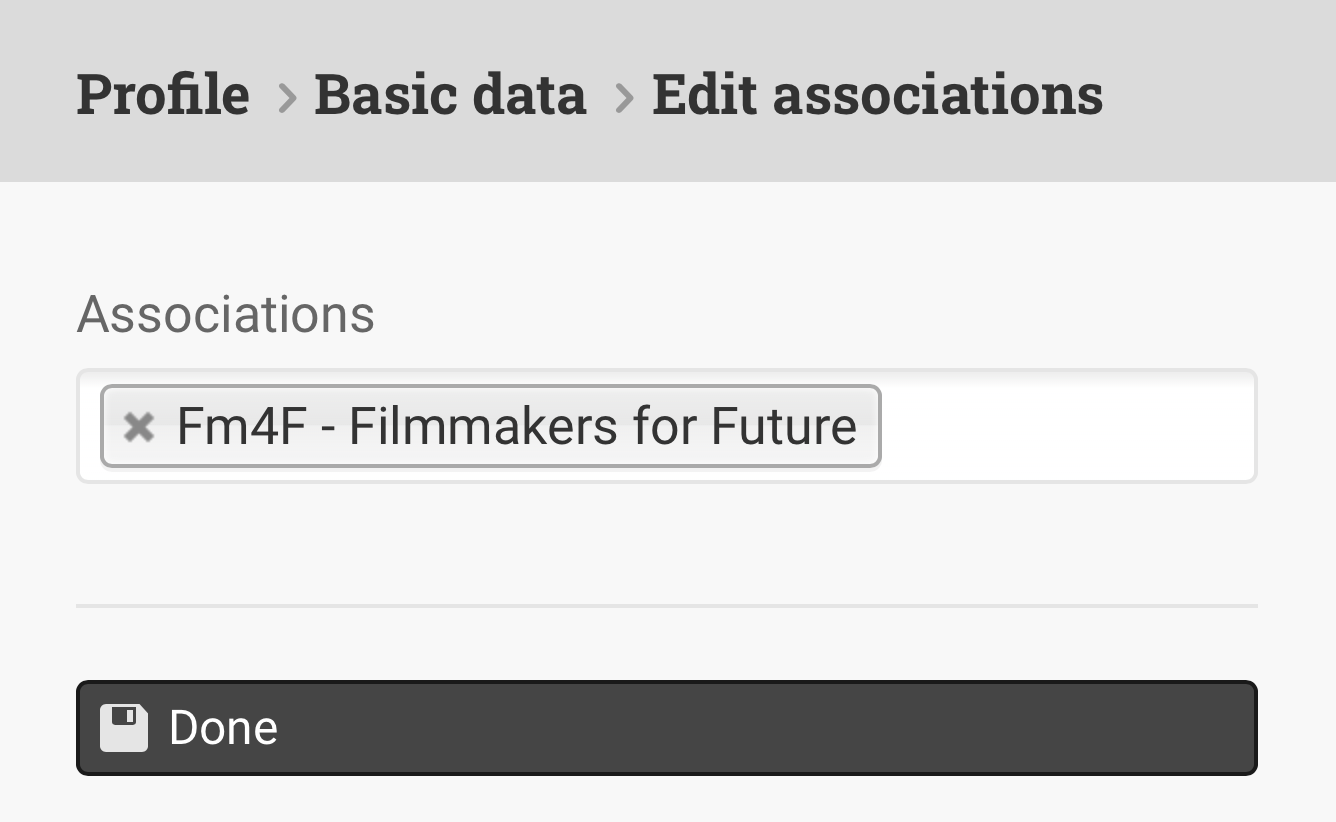 Profile > Basic data > Edit associations
Associations
Fm4F - Filmmakers for Future
Done